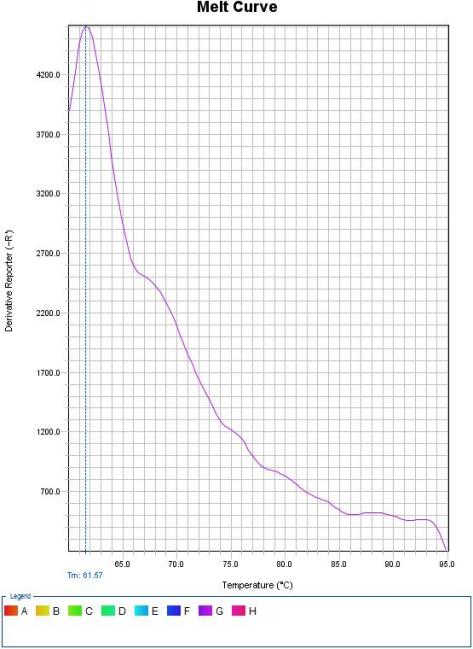 Melt Curve
4200.0
3700.0
3200.0
2700.0
2200.0
1700.0
1200.0
700.0
Derivative Reporter (-R')
65.0 70.0 75.0 80.0 85.0 90.0 95.0
Tm: 61.57
Temperature (°C)
Legend
A B C D E F G H